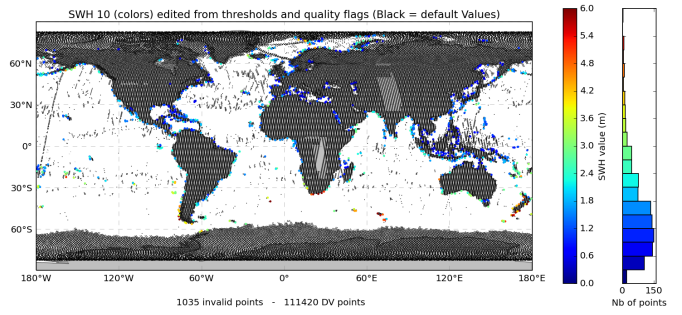 SWH 10 (colors) edited from thresholds and quality flags (Black = default Values)
60°N
30°N
0°
30°S
60°S
180°W 120°W 60°W 0° 60°E 120°E 180°E
1035 invalid points - 111420 DV points
6.0
5.4
4.8
4.2
3.6
3.0
2.4
1.8
1.2
0.6
0.0
SWH value (m)
0 150
Nb of points